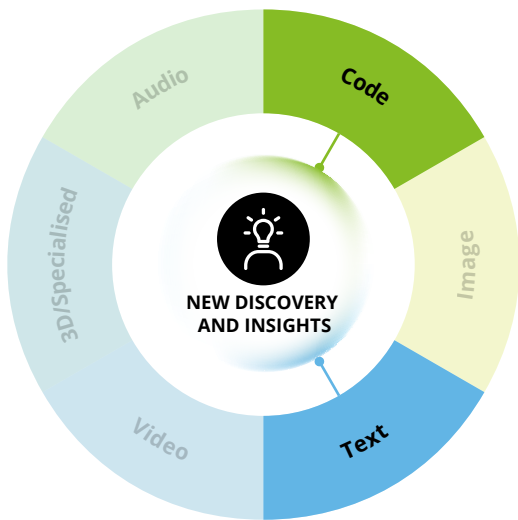 Audio
Code
3D/Specialised
Image
NEW DISCOVERY
AND INSIGHTS
Video
Text